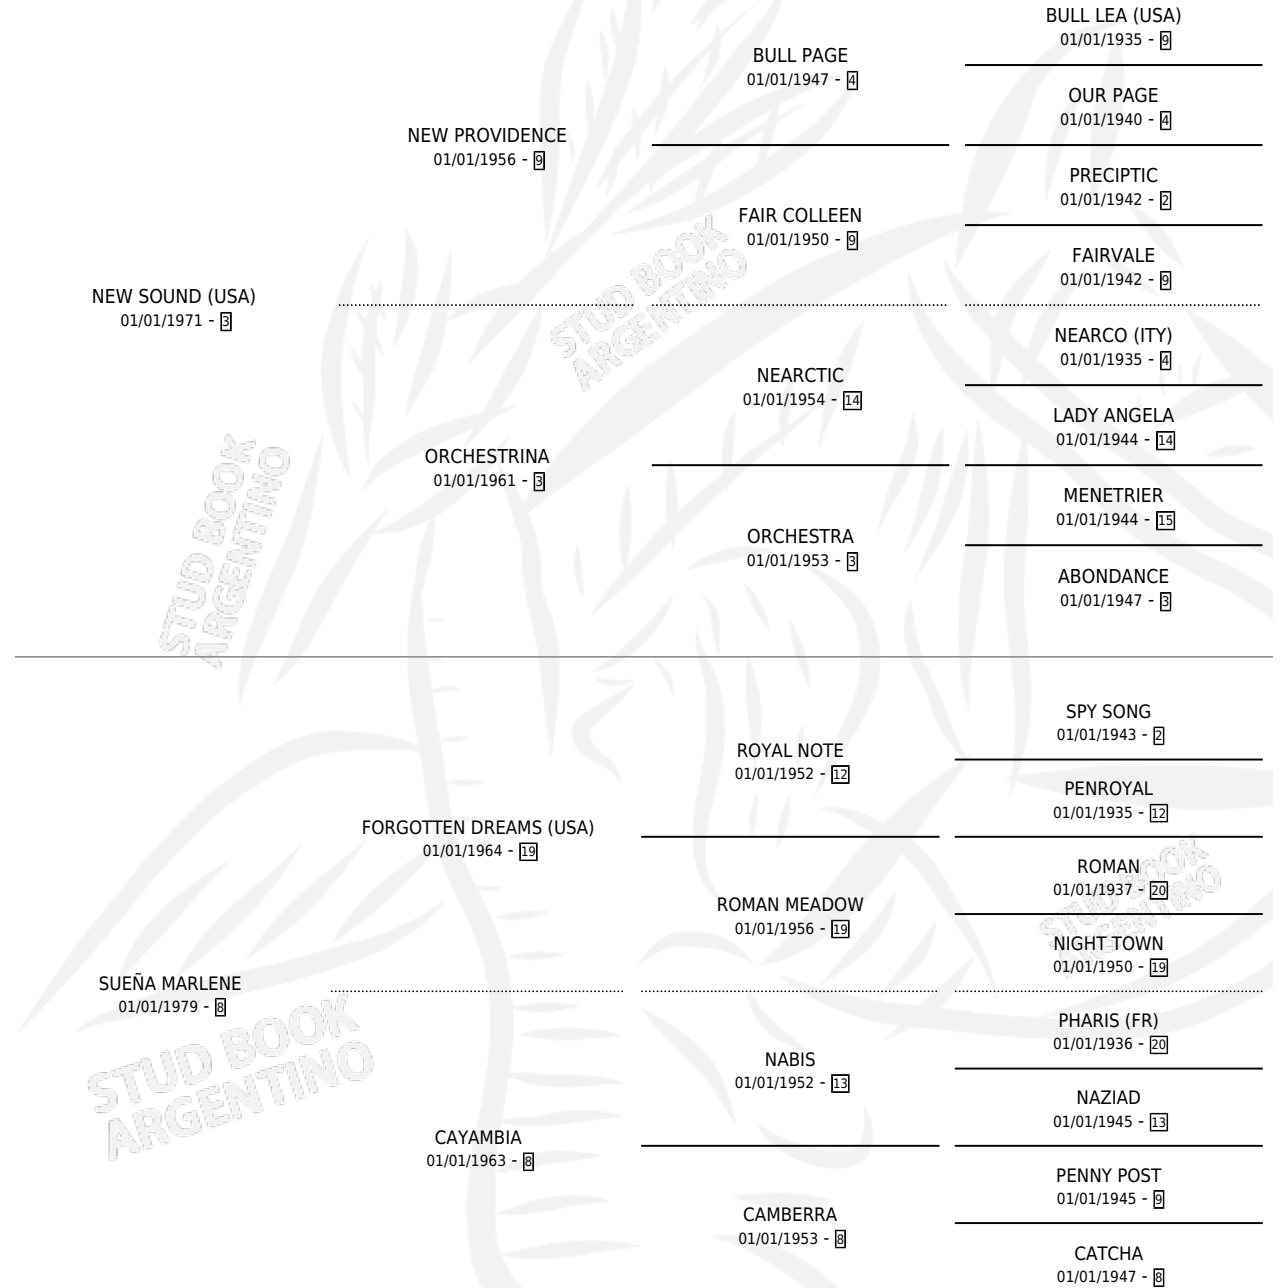 BULL LEA (USA)
01/01/1935 - 9
BULL PAGE
01/01/1947 - 4
OUR PAGE
01/01/1940 - 4
NEW PROVIDENCE
01/01/1956 - 9
PRECIPTIC
01/01/1942 - 2
FAIR COLLEEN
01/01/1950 - 9
FAIRVALE
01/01/1942 - 9
NEW SOUND (USA)
01/01/1971 - 3
STUD BOOK
ARGENTINO
NEARCO (ITY)
01/01/1935 - 4
NEARCTIC
01/01/1954 - 14
LADY ANGELA
01/01/1944 - 14
ORCHESTRINA
01/01/1961 - 3
MENETRIER
01/01/1944 - 15
ORCHESTRA
01/01/1953 - 3
ABONDANCE
01/01/1947 - 3
STUD BOOK
ARGENTINO
SPY SONG
01/01/1943 - 2
ROYAL NOTE
01/01/1952 - 12
PENROYAL
01/01/1935 - 12
FORGOTTEN DREAMS (USA)
01/01/1964 - 19
ROMAN
01/01/1937 - 20
ROMAN MEADOW
01/01/1956 - 19
NIGHT TOWN
01/01/1950 - 19
STUD BOOK
ARGENTINO
SUEÑA MARLENE
01/01/1979 - 8
PHARIS (FR)
01/01/1936 - 20
NABIS
01/01/1952 - 13
NAZIAD
01/01/1945 - 13
STUD BOOK
ARGENTINO
CAYAMBIA
01/01/1963 - 8
PENNY POST
01/01/1945 - 9
CAMBERRA
01/01/1953 - 8
CATCHA
01/01/1947 - 8